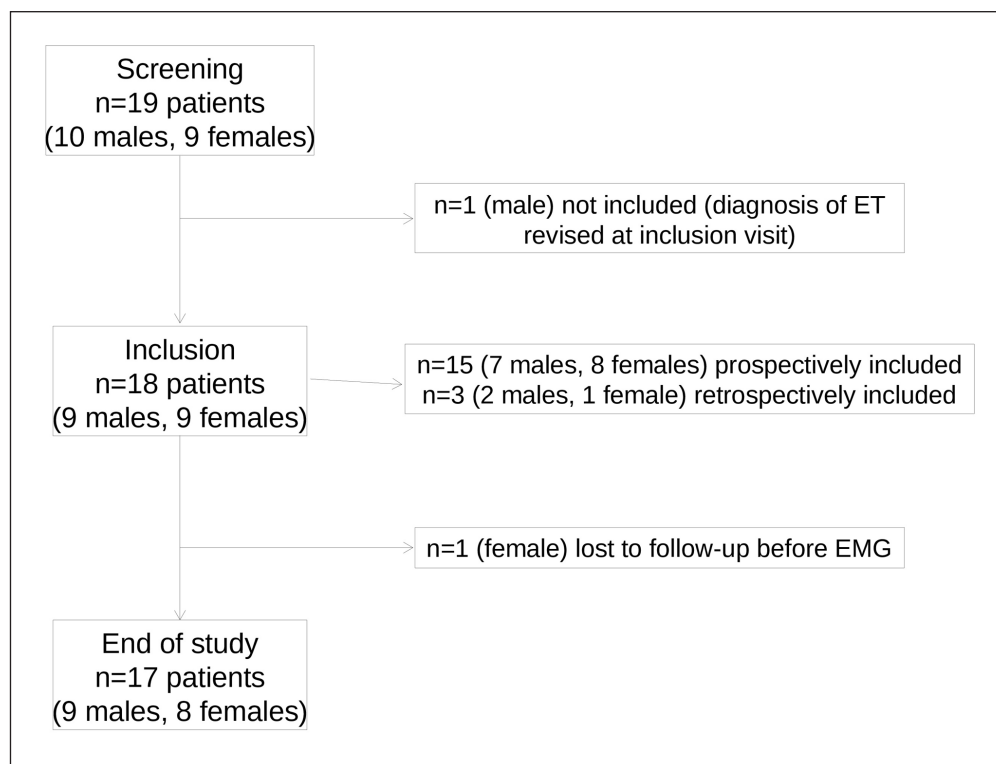 Screening
n=19 patients
(10 males, 9 females)
n=1 (male) not included (diagnosis of ET
revised at inclusion visit)
Inclusion
n=18 patients
(9 males, 9 females)
n=15 (7 males, 8 females) prospectively included
n=3 (2 males, 1 female) retrospectively included
n=1 (female) lost to follow-up before EMG
End of study
n=17 patients
(9 males, 8 females)